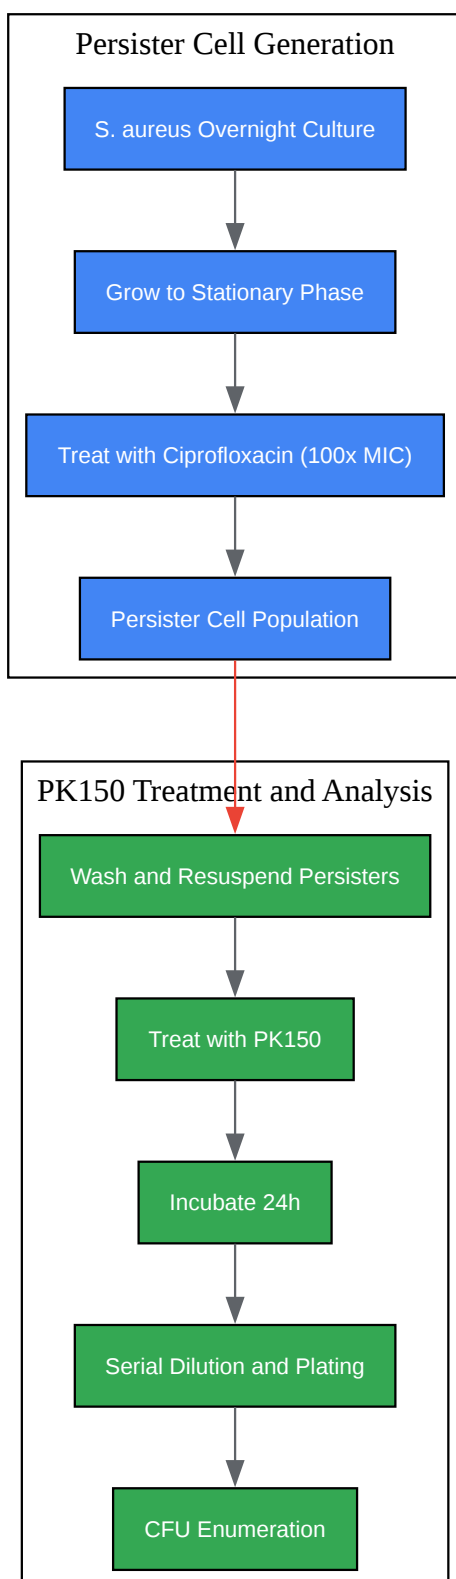 Persister Cell Generation
S. aureus Overnight Culture
Grow to Stationary Phase
Treat with Ciprofloxacin (100x MIC)
Persister Cell Population
PK150 Treatment and Analysis
Wash and Resuspend Persisters
Treat with PK150
Incubate 24h
Serial Dilution and Plating
CFU Enumeration